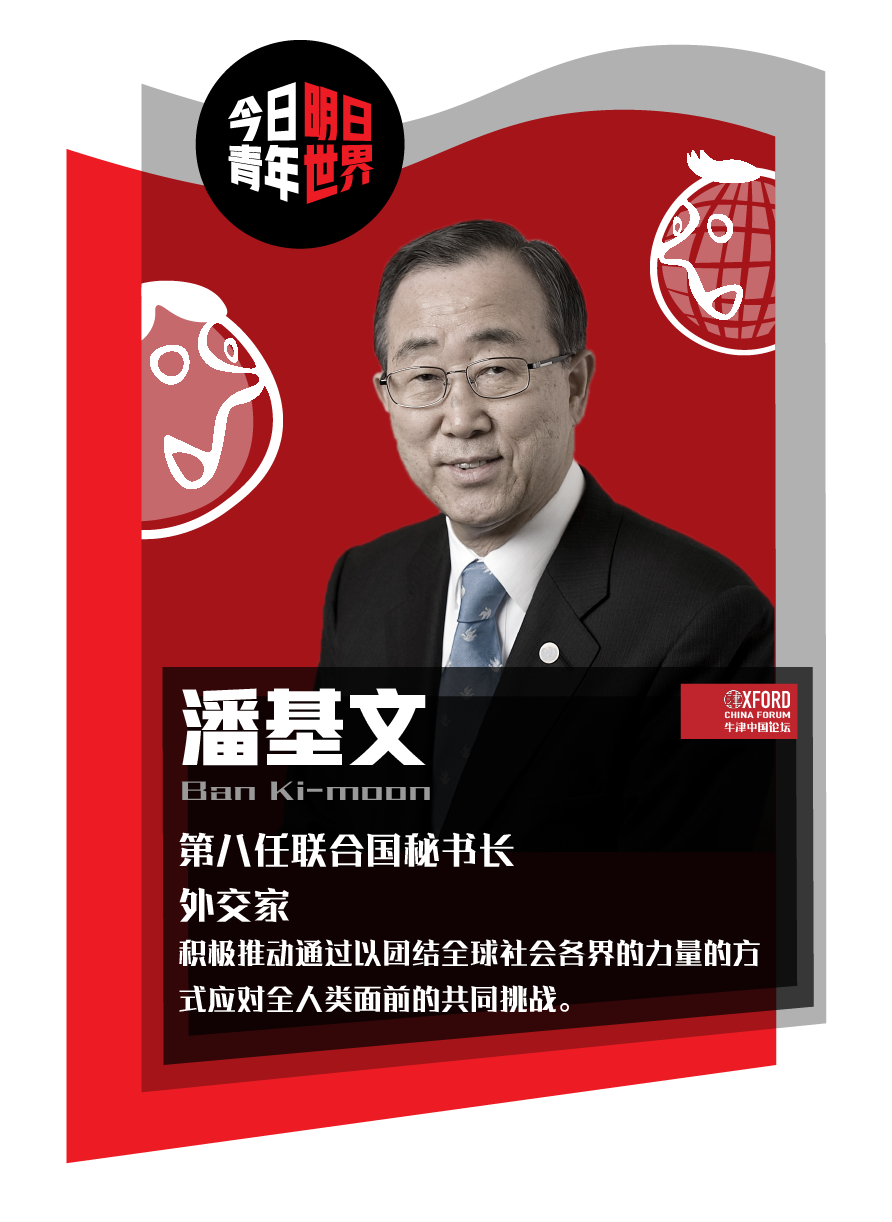 今日明日
青年世界
潘基文
Ban Ki-moon
OXFORD
CHINA FORUM
牛津中国论坛
第八任联合国秘书长
外交家
积极推动通过以团结全球社会各界的力量的方
式应对全人类面前的共同挑战。